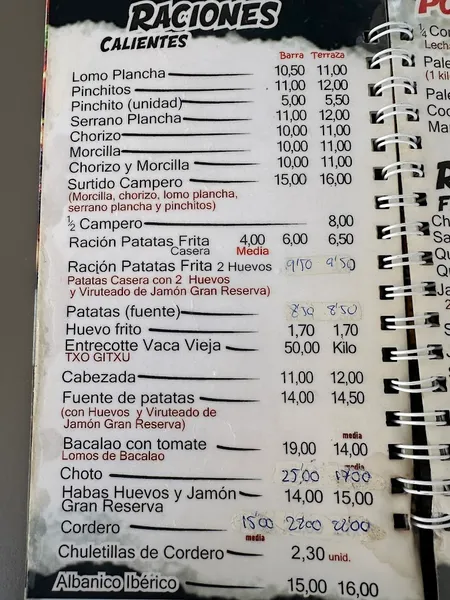 RACIONES
CALIENTES
Barra Terraza
Lomo Plancha 10,50 11,00
Pinchitos 11,00 12,00
Pinchito (unidad) 5,00 5,50
Serrano Plancha 11,00 12,00
Chorizo 10,00 11,00
Morcilla 10,00 11,00
Chorizo y Morcilla 10,00 11,00
Surtido Campero 15,00 16,00
(Morcilla, chorizo, lomo plancha,
serrano plancha y pinchitos)
½ Campero 8,00
Ración Patatas Frita 4,00 6,00 6,50
Casera Media
Ración Patatas Frita 2 Huevos 9'50 9'50
Patatas Casera con 2 Huevos
y Viruteado de Jamón Gran Reserva)
Patatas (fuente) 8'50 8'50
Huevo frito 1,70 1,70
Entrecotte Vaca Vieja 50,00 Kilo
TXO GITXU
Cabezada 11,00 12,00
Fuente de patatas 14,00 14,50
(con Huevos y Viruteado de
Jamón Gran Reserva)
media
Bacalao con tomate 19,00 14,00
Lomos de Bacalao
media
Choto 25,00
Habas Huevos y Jamón 14,00 15,00
Gran Reserva
Cordero 15'00 22'00
media
Chuletillas de Cordero 2,30 unid.
Albanico Ibérico 15,00 16,00